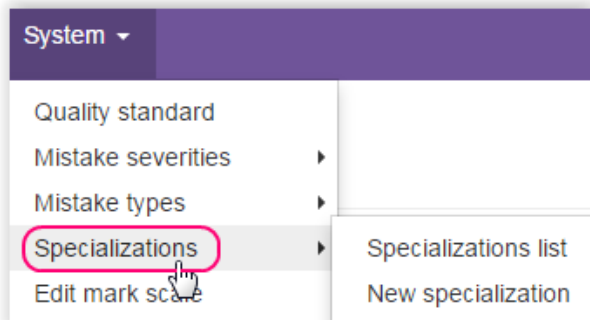 System
Quality standard
Mistake severities
Mistake types
Specializations
Specializations list
Edit mark scale
New specialization